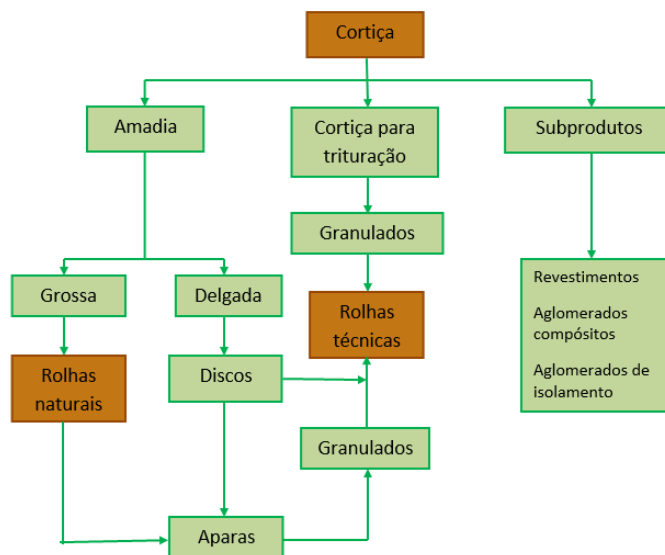 Cortiça
Amadia
Cortiça para
trituração
Subprodutos
Granulados
Grossa
Delgada
Rolhas
técnicas
Revestimentos
Aglomerados
compósitos
Aglomerados de
isolamento
Rolhas
naturais
Discos
Granulados
Aparas